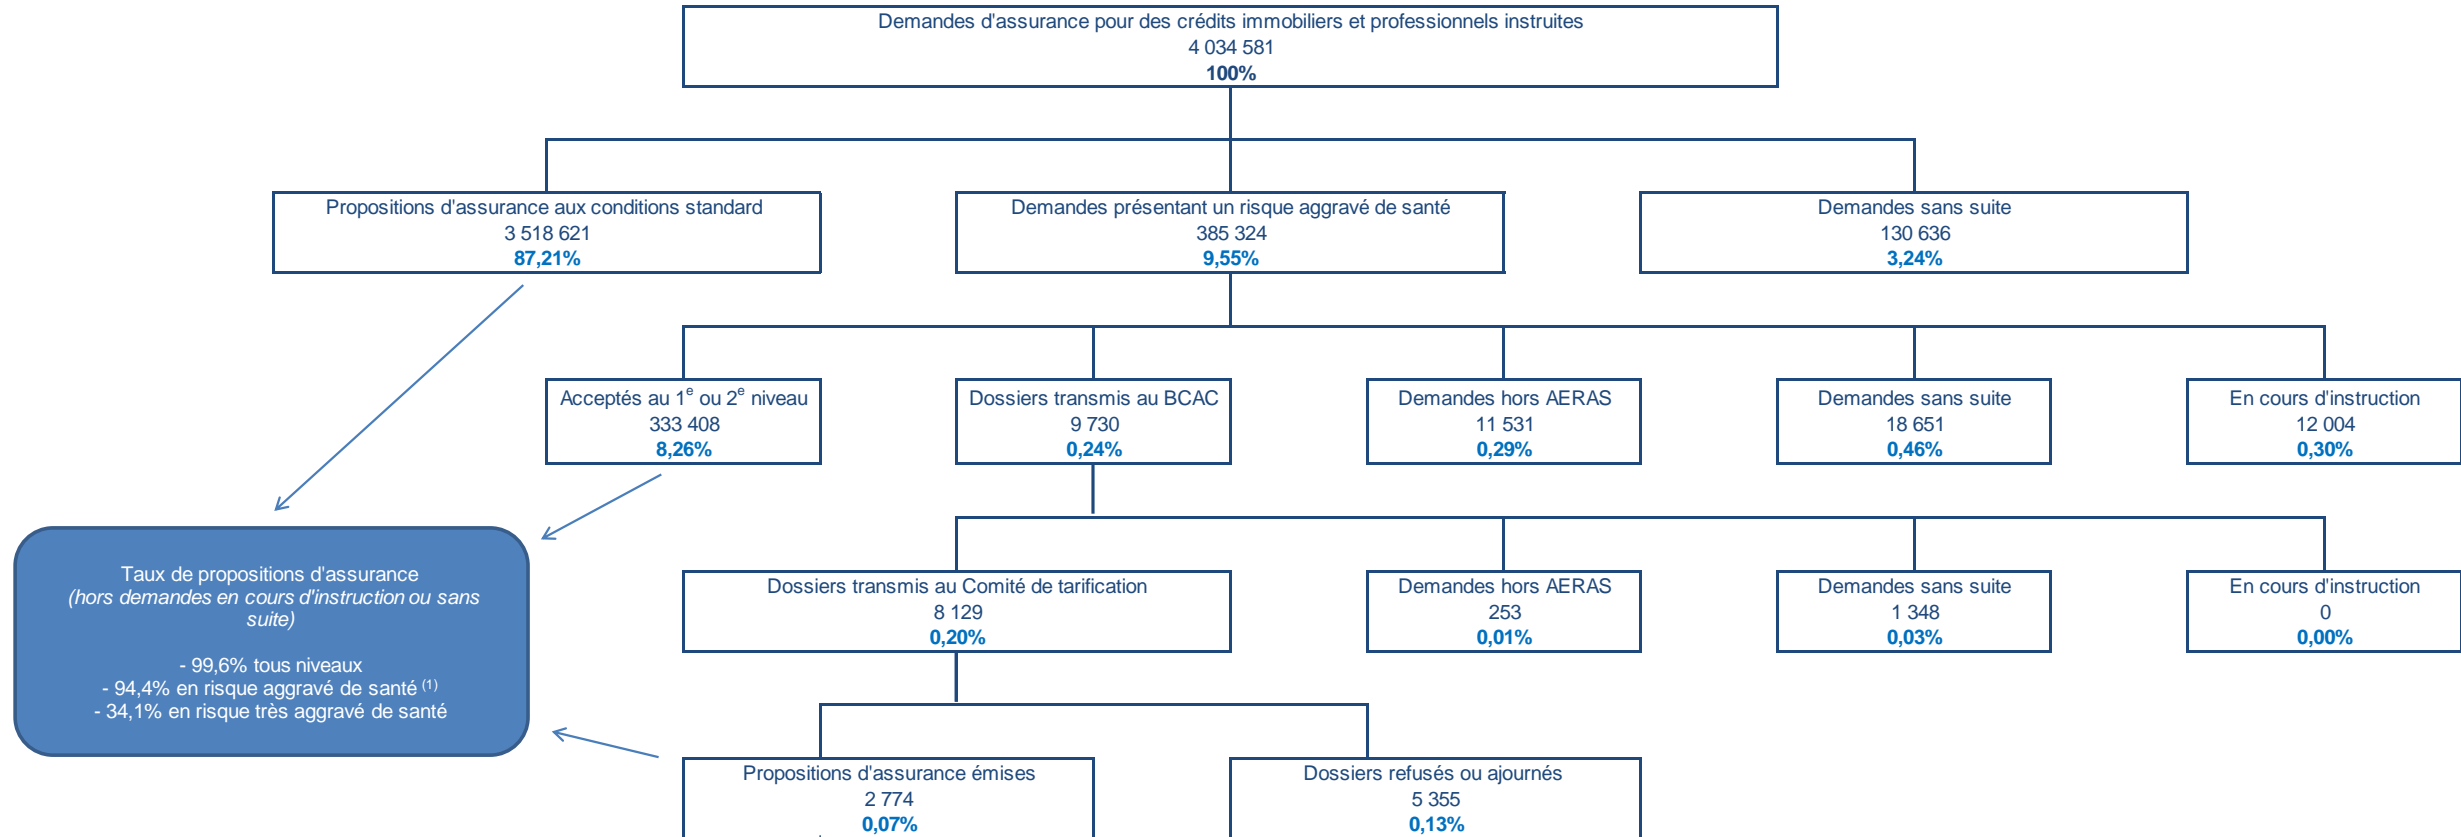 Demandes d'assurance pour des crédits immobiliers et professionnels instruites
4 034 581
100%
Propositions d'assurance aux conditions standard
3 518 621
87,21%
Demandes présentant un risque aggravé de santé
385 324
9,55%
Demandes sans suite
130 636
3,24%
Acceptés au 1e ou 2e niveau
333 408
8,26%
Dossiers transmis au BCAC
9 730
0,24%
Demandes hors AERAS
11 531
0,29%
Demandes sans suite
18 651
0,46%
En cours d'instruction
12 004
0,30%
Taux de propositions d'assurance
(hors demandes en cours d'instruction ou sans
suite)
- 99,6% tous niveaux
- 94,4% en risque aggravé de santé (1)
- 34,1% en risque très aggravé de santé
Dossiers transmis au Comité de tarification
8 129
0,20%
Demandes hors AERAS
253
0,01%
Demandes sans suite
1 348
0,03%
En cours d'instruction
0
0,00%
Propositions d'assurance émises
2 774
0,07%
Dossiers refusés ou ajournés
5 355
0,13%